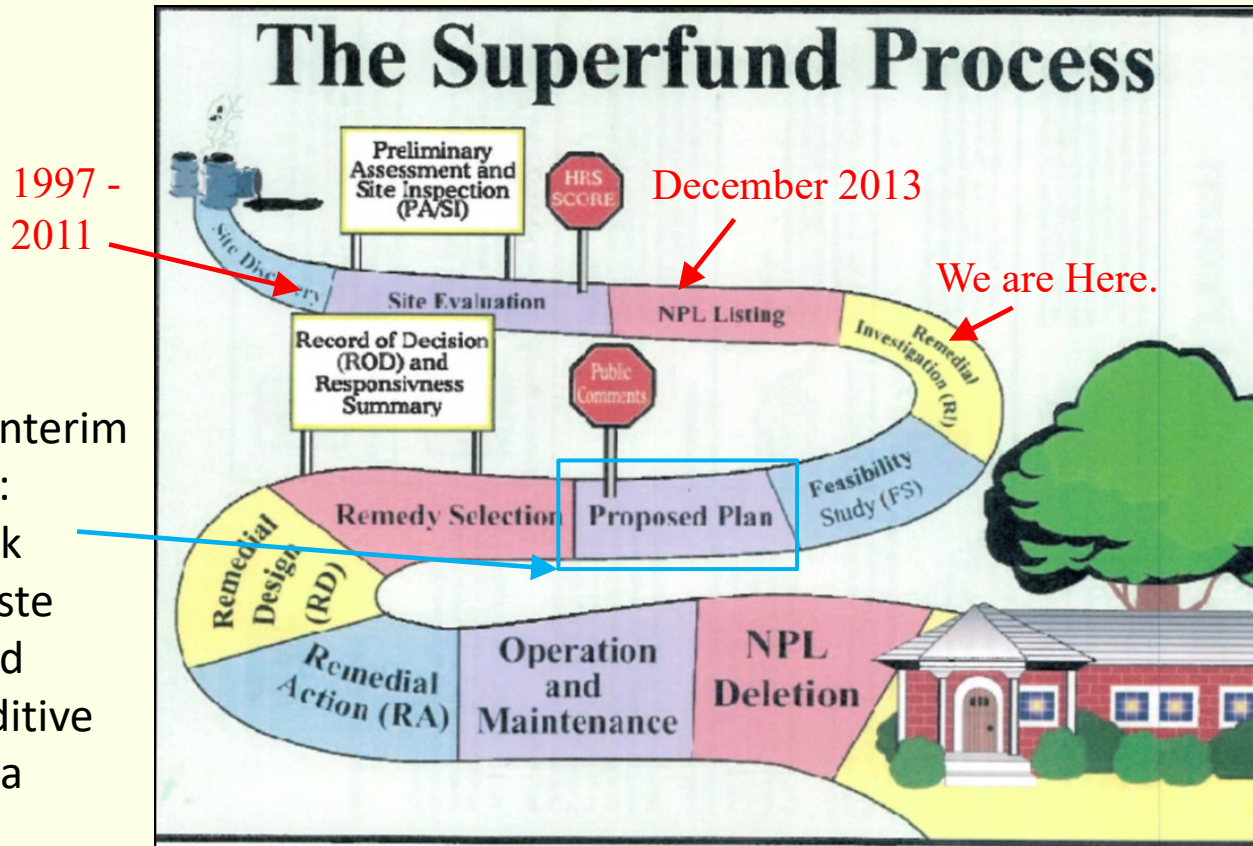 The Superfund Process
1997 -
2011
Preliminary
Assessment and
Site Inspection
(PA/SI)
HRS
SCORE
December 2013
We are Here.
Site Discovery
Site Evaluation
NPL Listing
Remedial
Investigation (RI)
Record of Decision
(ROD) and
Responsivness
Summary
Public
Comments
nterim
:
k
ste
d
ditive
a
Feasibility
Study (FS)
Proposed Plan
Remedy Selection
Remedial
Design
(RD)
Remedial
Action (RA)
Operation
and
Maintenance
NPL
Deletion